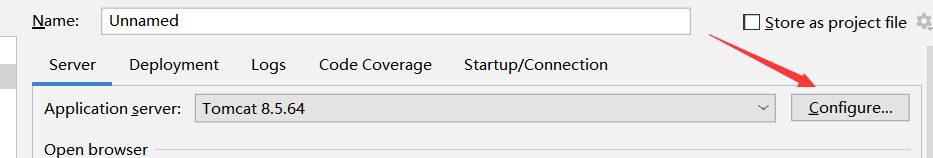 Name: Unnamed Store as project file
Server Deployment Logs Code Coverage Startup/Connection
Application server: Tomcat 8.5.64 Configure...
Open browser